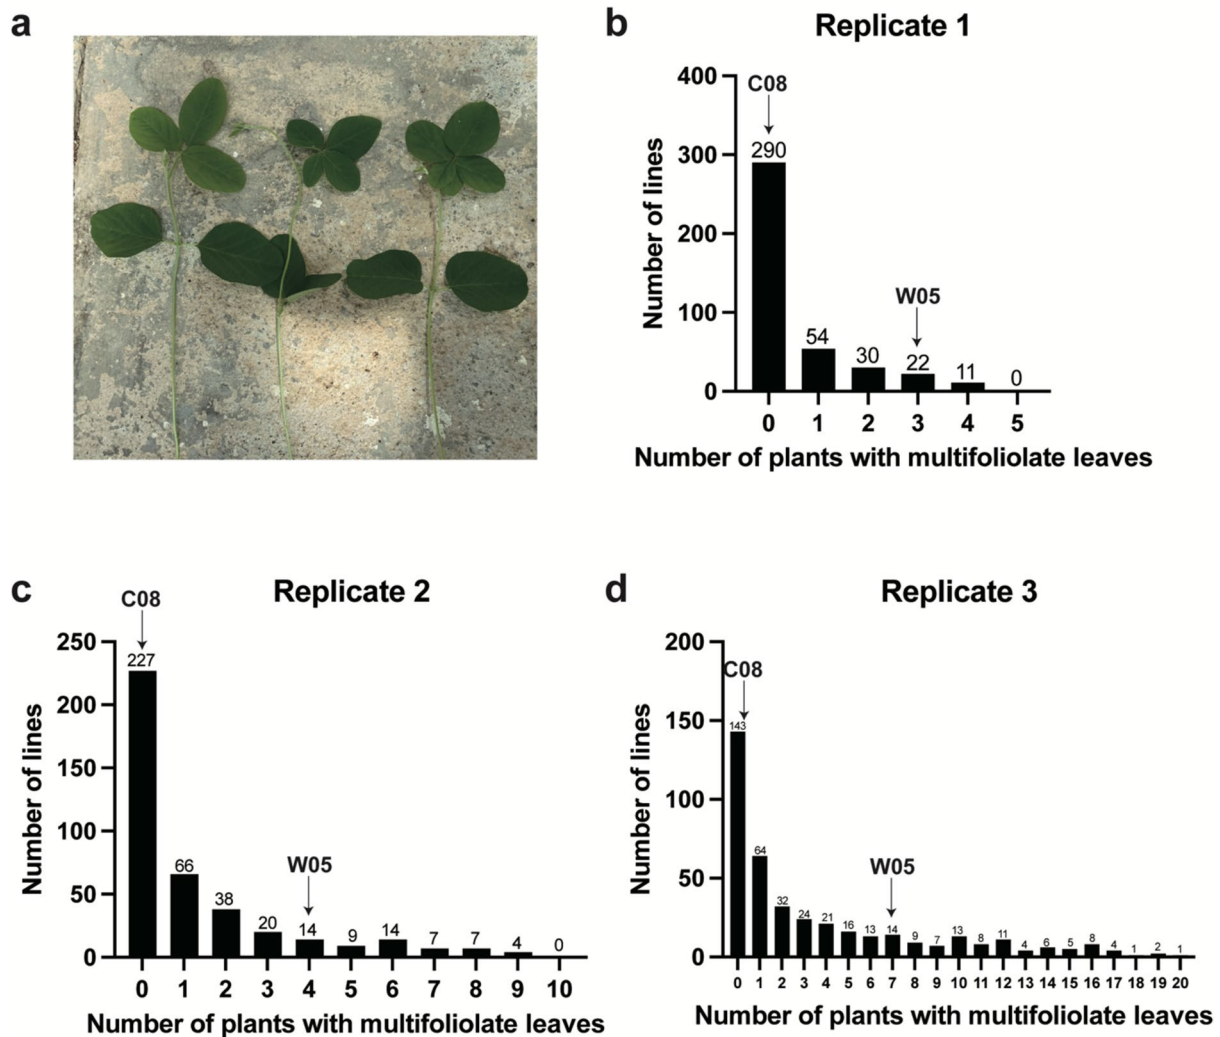 a
b
Replicate 1
400
300
200
100
0
Number of lines
C08
290
54
30
W05
22
11
0
0 1 2 3 4 5
Number of plants with multifoliolate leaves
c
Replicate 2
250
200
150
100
50
0
Number of lines
C08
227
66
38
20
W05
14
9
14
7
7
4
0
0 1 2 3 4 5 6 7 8 9 10
Number of plants with multifoliolate leaves
d
Replicate 3
200
150
100
50
0
Number of lines
C08
143
64
32
24
21
16
13
W05
14
9
7
13
8
11
4
6
5
8
4
1
2
1
0 1 2 3 4 5 6 7 8 9 10 11 12 13 14 15 16 17 18 19 20
Number of plants with multifoliolate leaves